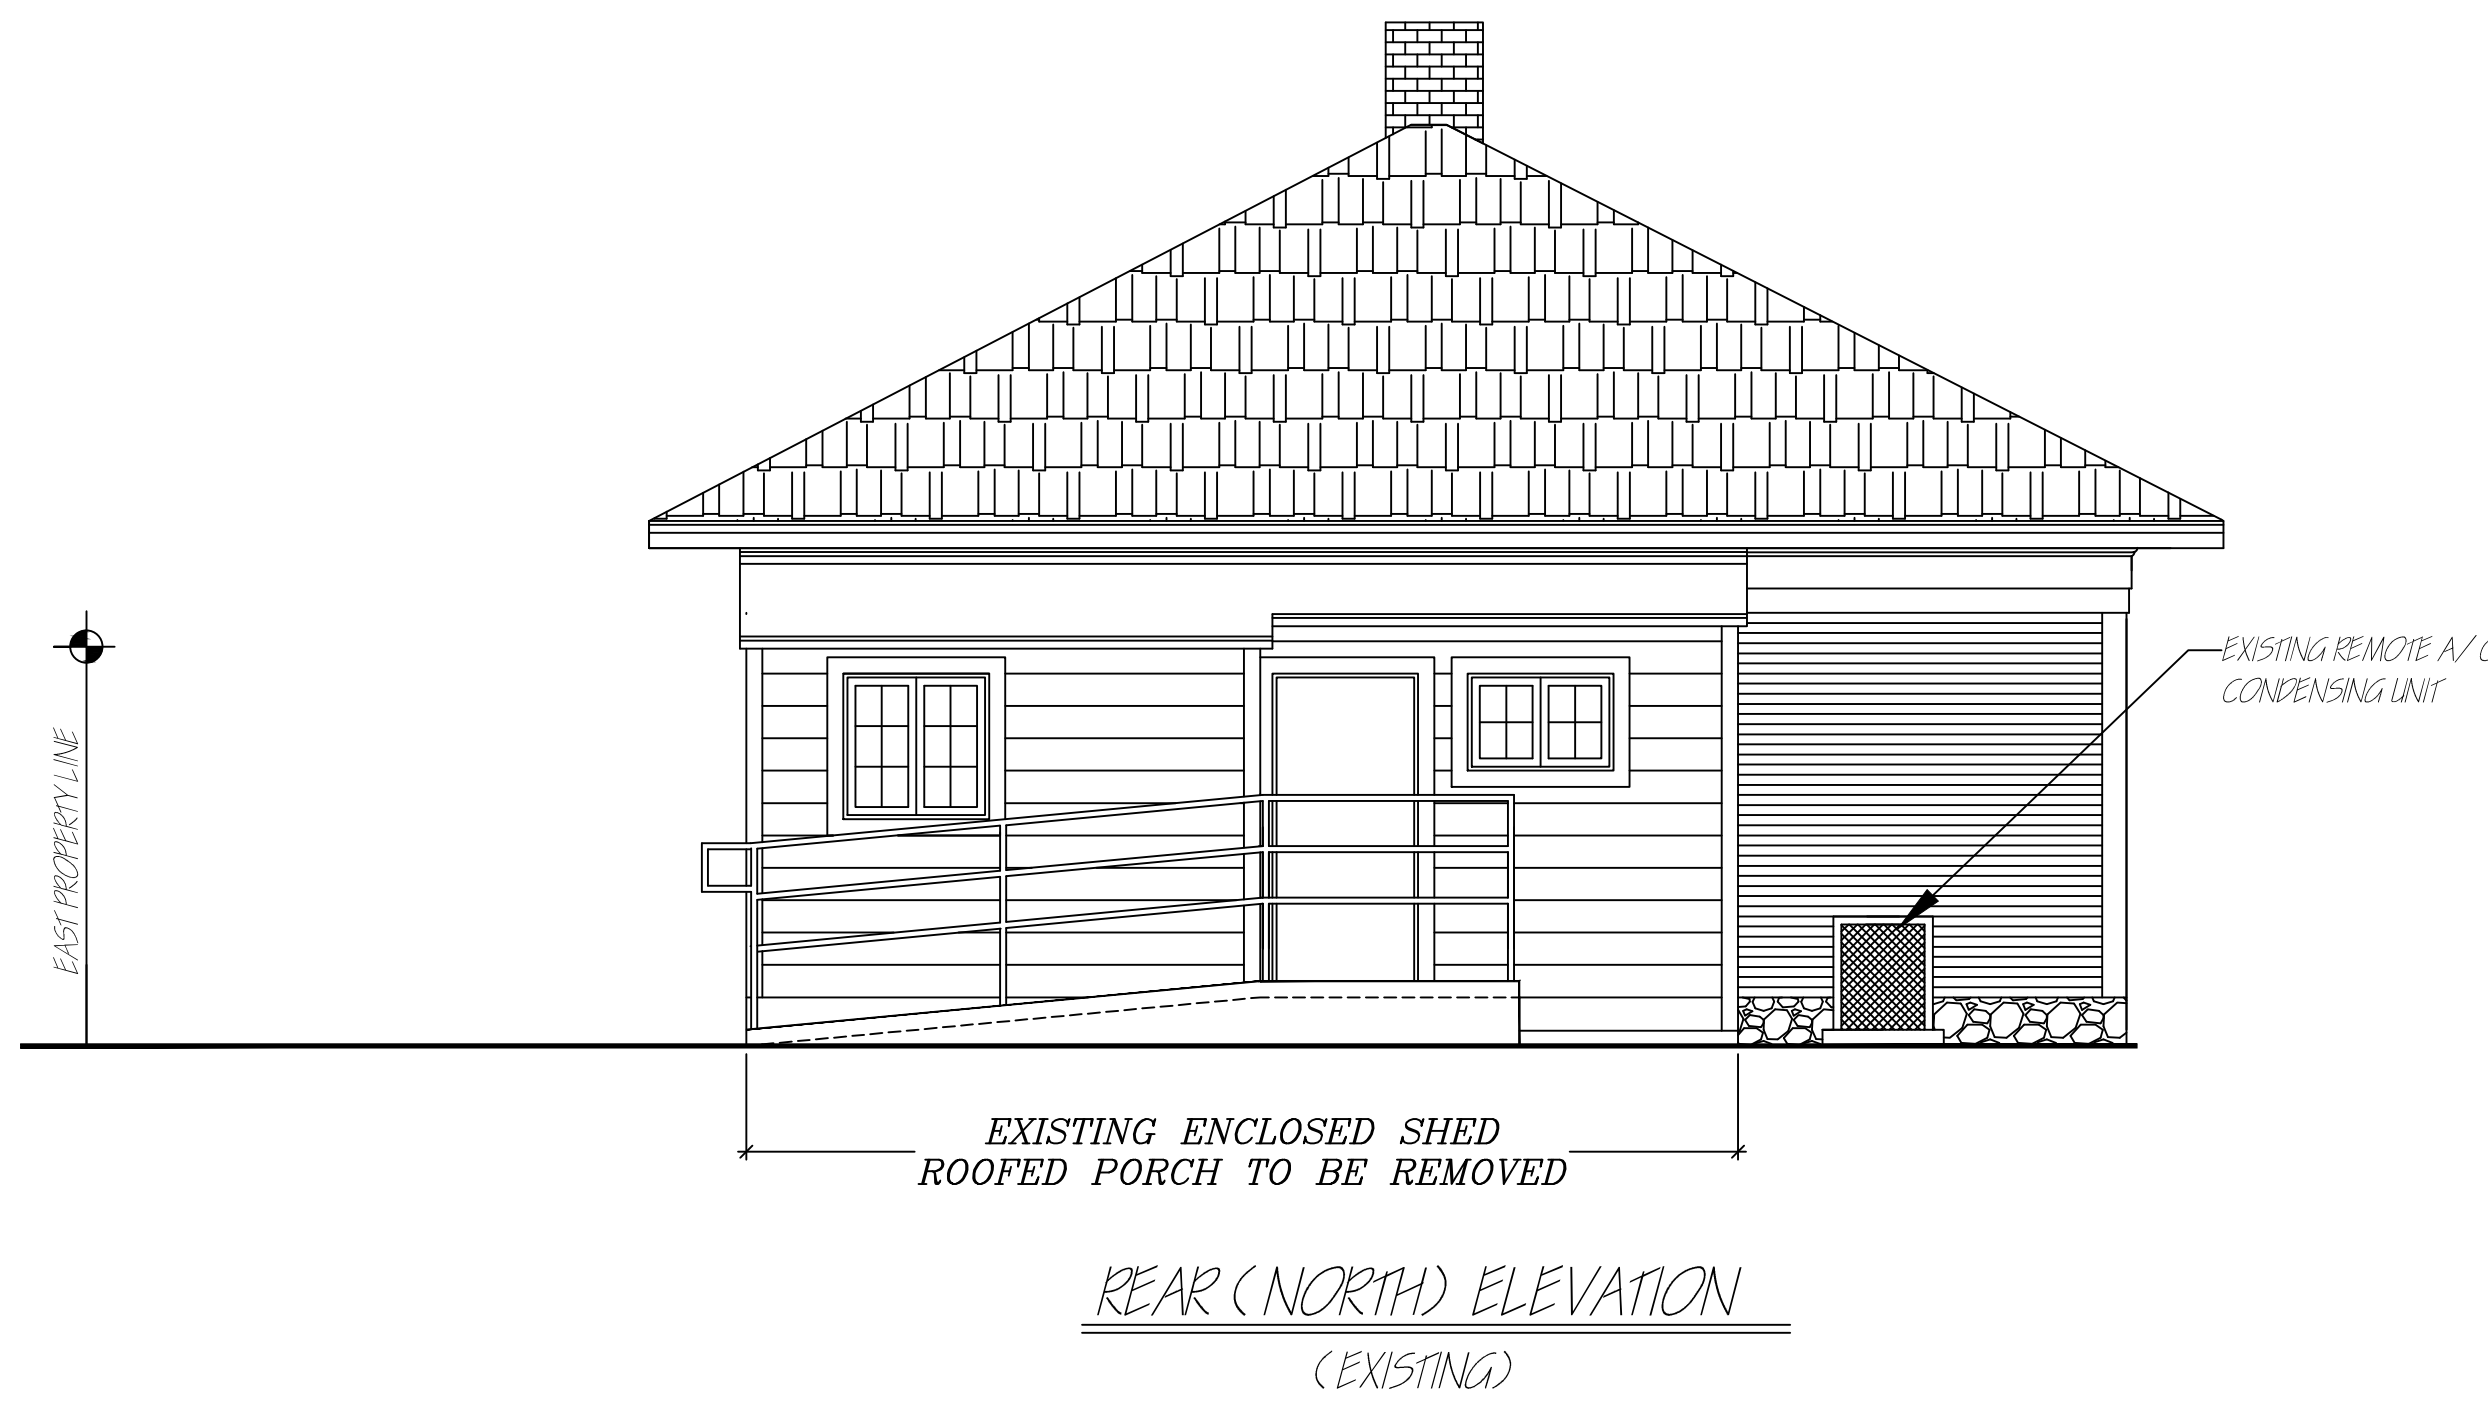 EXISTING REMOTE A/
CONDENSING UNIT
EAST PROPERTY LINE
EXISTING ENCLOSED SHED
ROOFED PORCH TO BE REMOVED
REAR (NORTH) ELEVATION
(EXISTING)